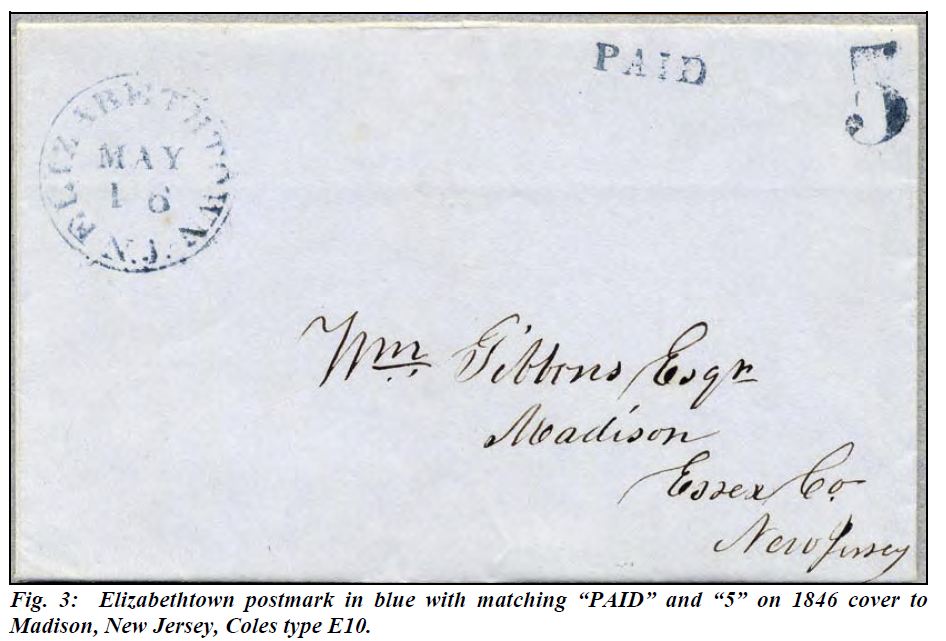 PAID
5
ELIZABETHTOWN N.J.
MAY
16
Wm. Gibbons Esqr
Madison
Essex Co.
New Jersey
Fig. 3: Elizabethtown postmark in blue with matching “PAID” and “5” on 1846 cover to
Madison, New Jersey, Coles type E10.